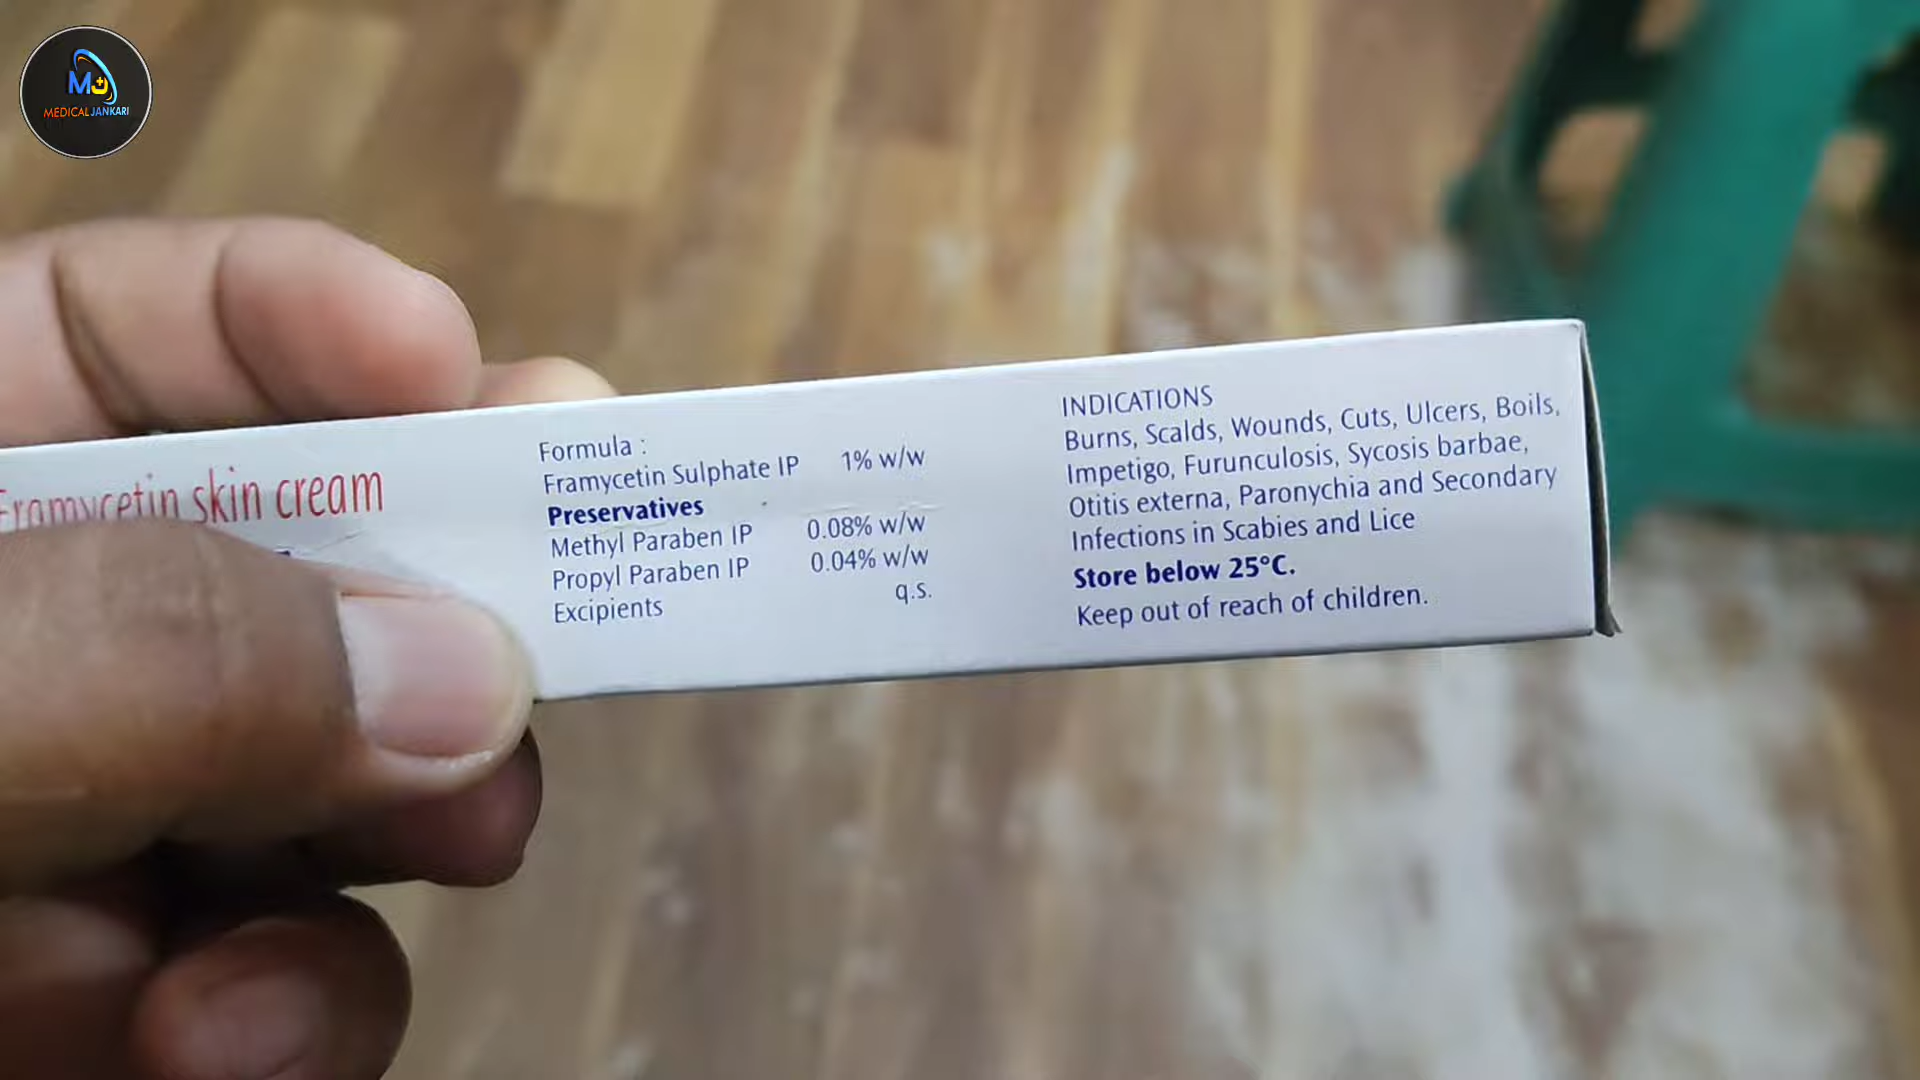 MEDICAL JANKARI
Framycetin skin cream
Formula :
Framycetin Sulphate IP 1% w/w
Preservatives
Methyl Paraben IP 0.08% w/w
Propyl Paraben IP 0.04% w/w
Excipients q.s.
INDICATIONS
Burns, Scalds, Wounds, Cuts, Ulcers, Boils,
Impetigo, Furunculosis, Sycosis barbae,
Otitis externa, Paronychia and Secondary
Infections in Scabies and Lice
Store below 25°C.
Keep out of reach of children.